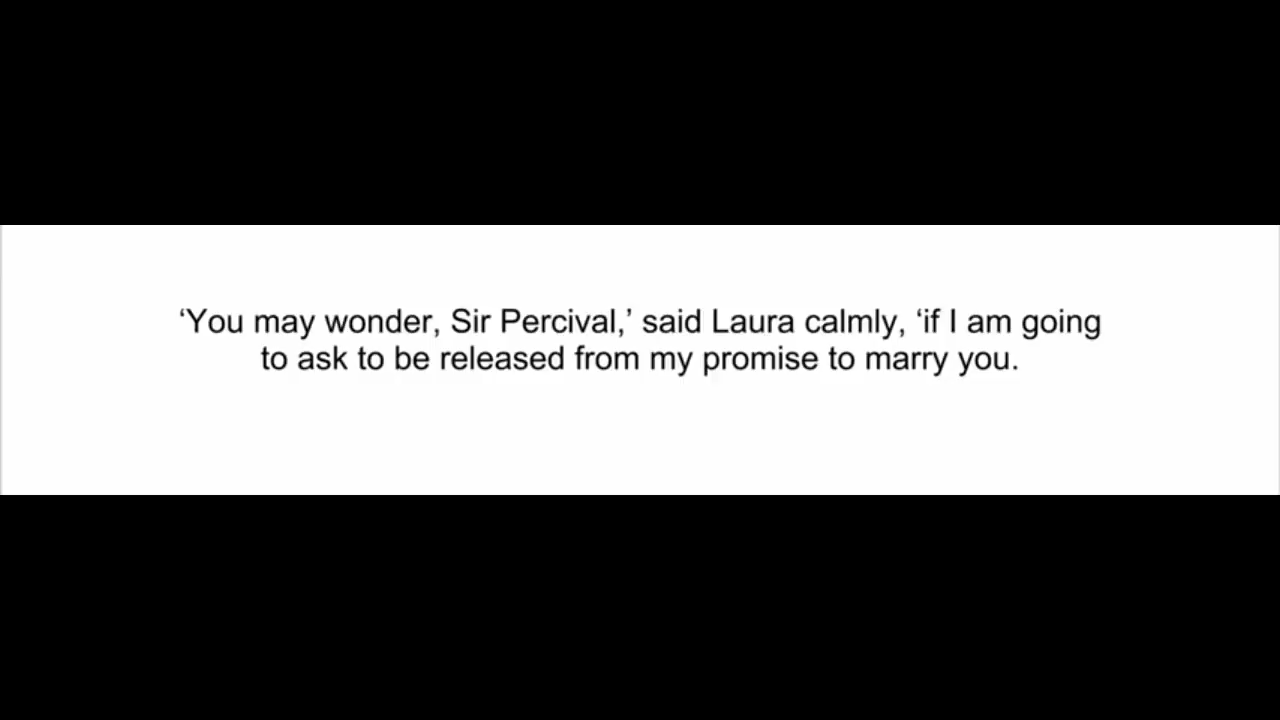 ‘You may wonder, Sir Percival,’ said Laura calmly, ‘if I am going
to ask to be released from my promise to marry you.